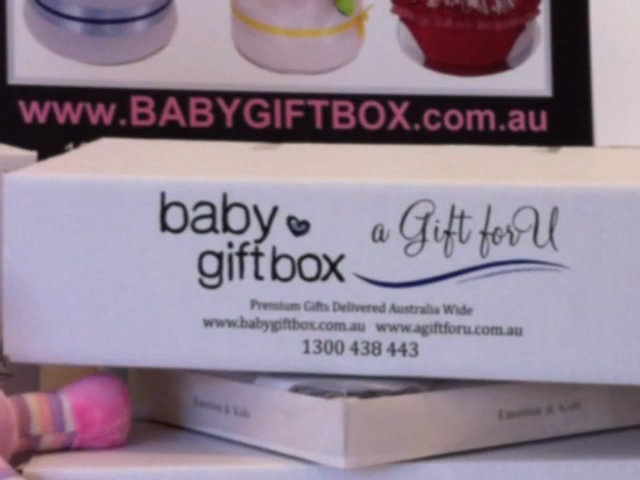 www.BABYGIFTBOX.com.au
baby
giftbox
a Gift for U
Premium Gifts Delivered Australia Wide
www.babygiftbox.com.au www.agiftforu.com.au
1300 438 443